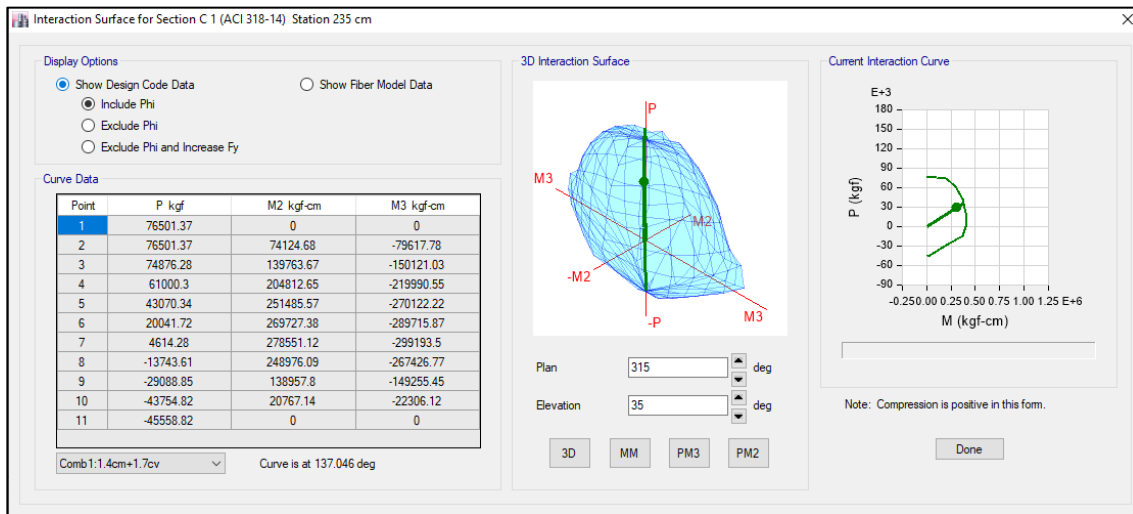 Interaction Surface for Section C 1 (ACI 318-14)  Station 235 cm
Display Options
Show Design Code Data
Show Fiber Model Data
Include Phi
Exclude Phi
Exclude Phi and Increase Fy
Curve Data
Point P kgf M2 kgf-cm M3 kgf-cm
1 76501.37 0 0
2 76501.37 74124.68 -79617.78
3 74876.28 139763.67 -150121.03
4 61000.3 204812.65 -219990.55
5 43070.34 251485.57 -270122.22
6 20041.72 269727.38 -289715.87
7 4614.28 278551.12 -299193.5
8 -13743.61 248976.09 -267426.77
9 -29088.85 138957.8 -149255.45
10 -43754.82 20767.14 -22306.12
11 -45558.82 0 0
Comb1:1.4cm+1.7cv
Curve is at 137.046 deg
3D Interaction Surface
P
M3
M2
-M2
M3
-P
Plan 315 deg
Elevation 35 deg
3D MM PM3 PM2
Current Interaction Curve
E+3
180
150
120
90
60
30
0
-30
-60
-90
P (kgf)
-0.25 0.00 0.25 0.50 0.75 1.00 1.25 E+6
M (kgf-cm)
Note: Compression is positive in this form.
Done